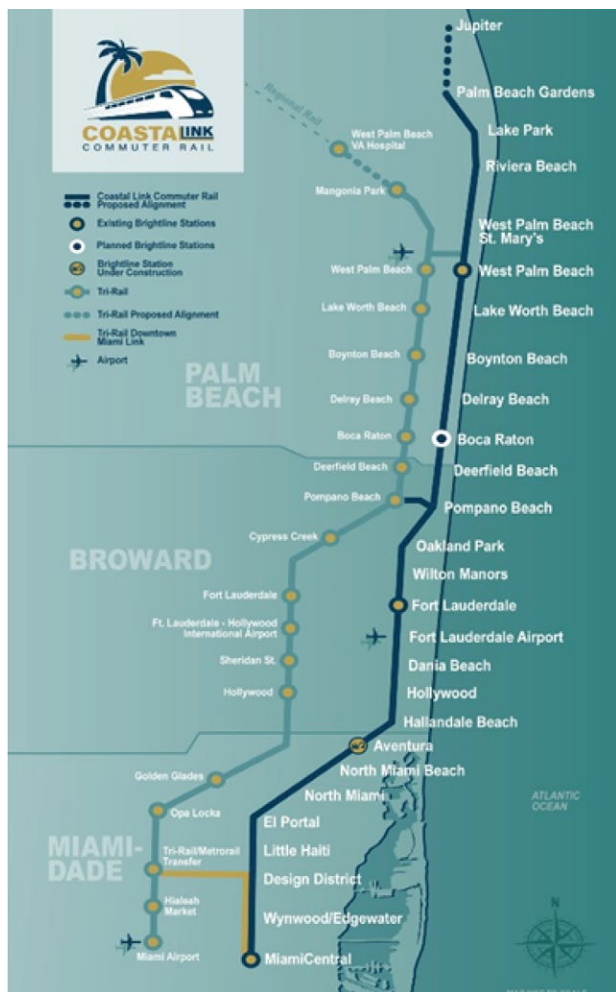 Jupiter
Palm Beach Gardens
Lake Park
Riviera Beach
West Palm Beach
St. Mary's
West Palm Beach
Lake Worth Beach
Boynton Beach
Delray Beach
Boca Raton
Deerfield Beach
Pompano Beach
Oakland Park
Wilton Manors
Fort Lauderdale
Fort Lauderdale Airport
Dania Beach
Hollywood
Hallandale Beach
Aventura
North Miami Beach
North Miami
El Portal
Little Haiti
Design District
Wynwood/Edgewater
MiamiCentral
COASTALINK
COMMUTER RAIL
Coastal Link Commuter Rail
Proposed Alignment
Existing Brightline Stations
Planned Brightline Stations
Brightline Station
Under Construction
Tri-Rail
Tri-Rail Proposed Alignment
Tri-Rail Downtown
Miami Link
Airport
Regional Rail
West Palm Beach
VA Hospital
Mangonia Park
West Palm Beach
Lake Worth Beach
Boynton Beach
Delray Beach
Boca Raton
Deerfield Beach
Pompano Beach
Cypress Creek
Fort Lauderdale
Ft. Lauderdale - Hollywood
International Airport
Sheridan St.
Hollywood
Golden Glades
Opa Locka
Tri-Rail/Metrorail
Transfer
Hialeah
Market
Miami Airport
PALM
BEACH
BROWARD
MIAMI-
DADE
ATLANTIC
OCEAN
N